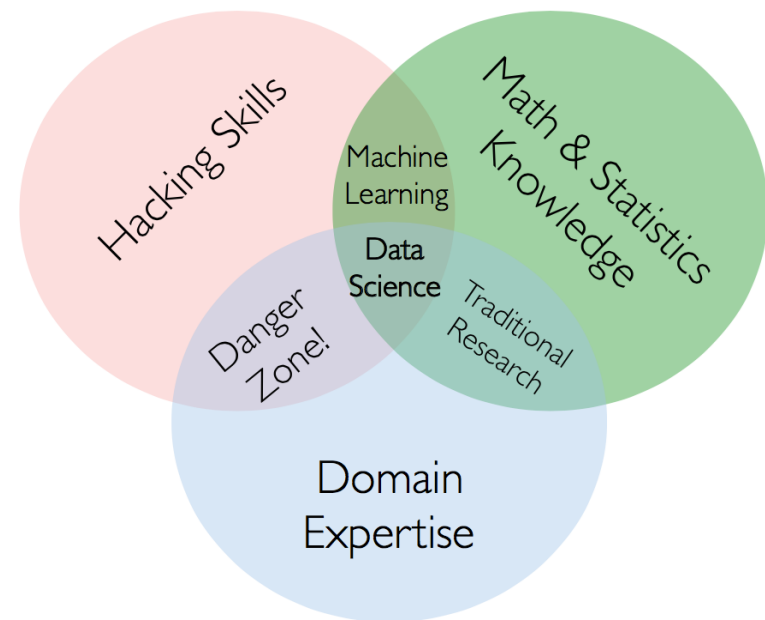 Hacking Skills
Math & Statistics
Knowledge
Machine
Learning
Data
Science
Danger
Zone!
Traditional
Research
Domain
Expertise